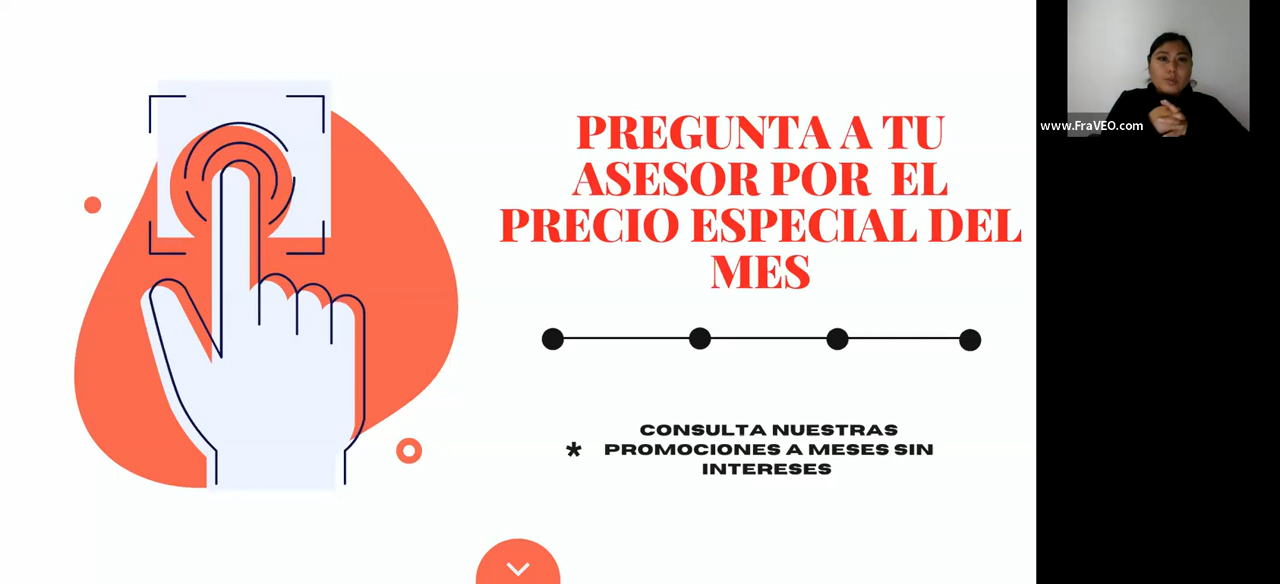 PREGUNTA A TU
ASESOR POR EL
PRECIO ESPECIAL DEL
MES
* CONSULTA NUESTRAS
PROMOCIONES A MESES SIN
INTERESES
www.FraVEO.com